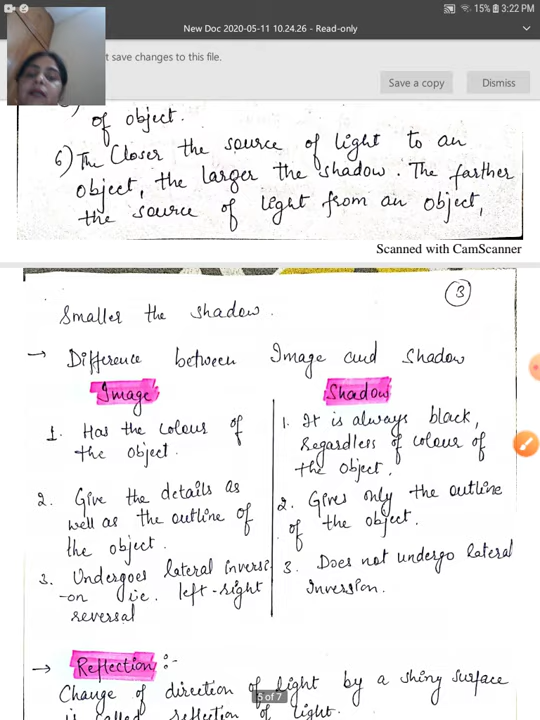 15% 3:22 PM
New Doc 2020-05-11 10.24.26 - Read-only
t save changes to this file.
Save a copy
Dismiss
of object.
6) The Closer the source of light to an
object, the larger the shadow. The farther
the source of light from an object,
Scanned with CamScanner
3
Smaller the shadow.
→ Difference between Image and Shadow
Image
1. Has the colour of
the object.
2. Give the details as
well as the outline of
the object.
3. Undergoes lateral invers-
-on i.e. left-right
reversal
Shadow
1. It is always black,
Regardless of colour of
the object.
2. Gives only the outline
of the object.
3. Does not undergo lateral
Inversion.
→ Reflection :-
Change of direction of light by a shiny surface
is called reflection of light.
5 of 7